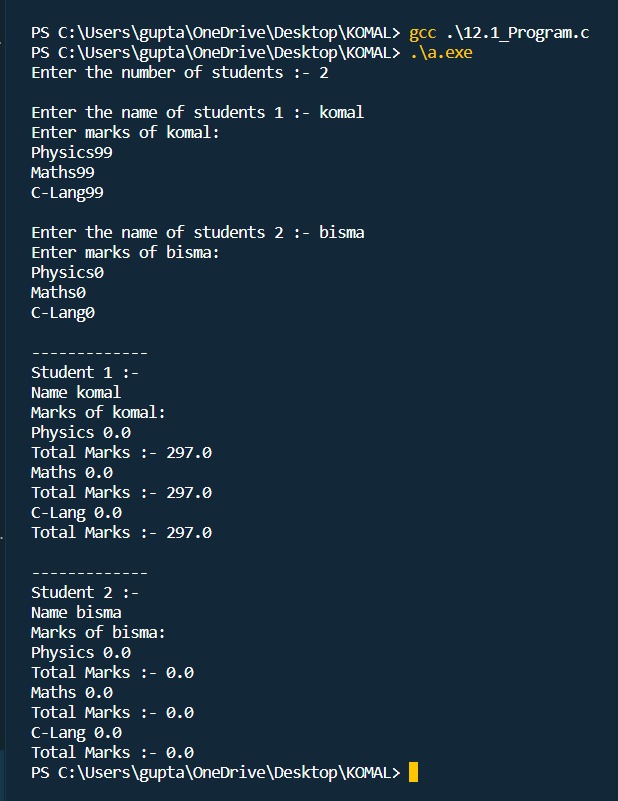 PS C:\Users\gupta\OneDrive\Desktop\KOMAL> gcc .\12.1_Program.c
PS C:\Users\gupta\OneDrive\Desktop\KOMAL> .\a.exe
Enter the number of students :- 2
Enter the name of students 1 :- komal
Enter marks of komal:
Physics99
Maths99
C-Lang99
Enter the name of students 2 :- bisma
Enter marks of bisma:
Physics0
Maths0
C-Lang0
-------------
Student 1 :-
Name komal
Marks of komal:
Physics 0.0
Total Marks :- 297.0
Maths 0.0
Total Marks :- 297.0
C-Lang 0.0
Total Marks :- 297.0
-------------
Student 2 :-
Name bisma
Marks of bisma:
Physics 0.0
Total Marks :- 0.0
Maths 0.0
Total Marks :- 0.0
C-Lang 0.0
Total Marks :- 0.0
PS C:\Users\gupta\OneDrive\Desktop\KOMAL>